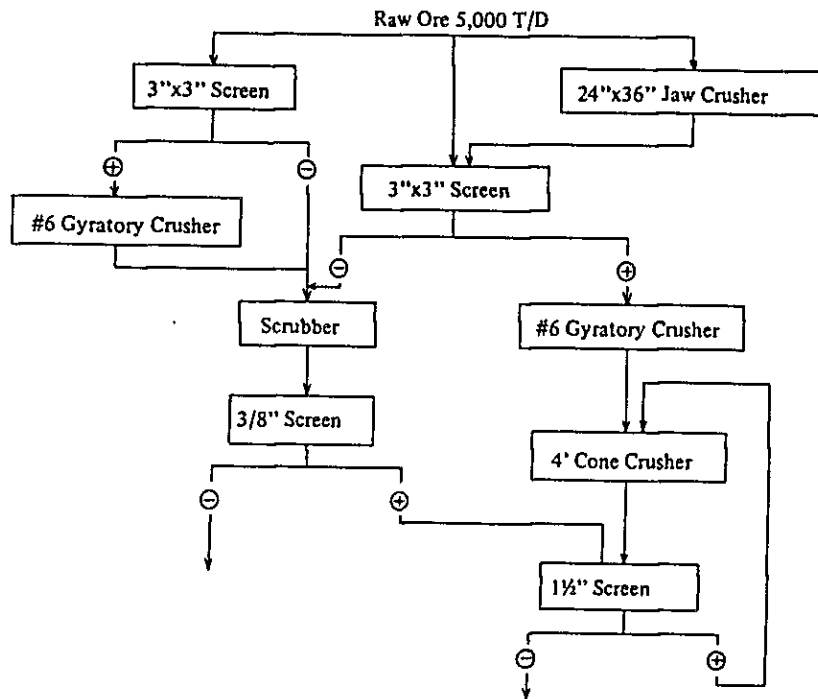 Raw Ore 5,000 T/D
3"x3" Screen
24"x36" Jaw Crusher
⊕
⊖
3"x3" Screen
#6 Gyratory Crusher
⊖
⊕
Scrubber
#6 Gyratory Crusher
3/8" Screen
4' Cone Crusher
⊖
⊕
1½" Screen
⊖
⊕